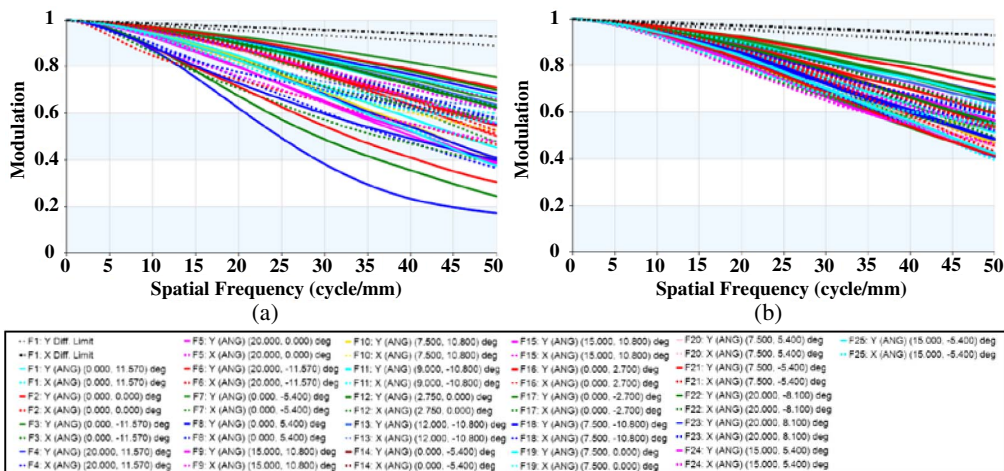 1
0.8
0.6
0.4
0.2
0
Modulation
0 5 10 15 20 25 30 35 40 45 50
Spatial Frequency (cycle/mm)
(a)
1
0.8
0.6
0.4
0.2
0
Modulation
0 5 10 15 20 25 30 35 40 45 50
Spatial Frequency (cycle/mm)
(b)
F1: Y Diff. Limit
F1: X Diff. Limit
F1: Y (ANG) (0.000, 11.570) deg
F1: X (ANG) (0.000, 11.570) deg
F2: Y (ANG) (0.000, 0.000) deg
F2: X (ANG) (0.000, 0.000) deg
F3: Y (ANG) (0.000, -11.570) deg
F3: X (ANG) (0.000, -11.570) deg
F4: Y (ANG) (20.000, 11.570) deg
F4: X (ANG) (20.000, 11.570) deg
F5: Y (ANG) (20.000, 0.000) deg
F5: X (ANG) (20.000, 0.000) deg
F6: Y (ANG) (20.000, -11.570) deg
F6: X (ANG) (20.000, -11.570) deg
F7: Y (ANG) (0.000, -5.400) deg
F7: X (ANG) (0.000, -5.400) deg
F8: Y (ANG) (0.000, 5.400) deg
F8: X (ANG) (0.000, 5.400) deg
F9: Y (ANG) (15.000, 10.800) deg
F9: X (ANG) (15.000, 10.800) deg
F10: Y (ANG) (7.500, 10.800) deg
F10: X (ANG) (7.500, 10.800) deg
F11: Y (ANG) (9.000, -10.800) deg
F11: X (ANG) (9.000, -10.800) deg
F12: Y (ANG) (2.750, 0.000) deg
F12: X (ANG) (2.750, 0.000) deg
F13: Y (ANG) (12.000, -10.800) deg
F13: X (ANG) (12.000, -10.800) deg
F14: Y (ANG) (0.000, -5.400) deg
F14: X (ANG) (0.000, -5.400) deg
F15: Y (ANG) (15.000, 10.800) deg
F15: X (ANG) (15.000, 10.800) deg
F16: Y (ANG) (0.000, 2.700) deg
F16: X (ANG) (0.000, 2.700) deg
F17: Y (ANG) (0.000, -2.700) deg
F17: X (ANG) (0.000, -2.700) deg
F18: Y (ANG) (7.500, -10.800) deg
F18: X (ANG) (7.500, -10.800) deg
F19: Y (ANG) (7.500, 0.000) deg
F19: X (ANG) (7.500, 0.000) deg
F20: Y (ANG) (7.500, 5.400) deg
F20: X (ANG) (7.500, 5.400) deg
F21: Y (ANG) (7.500, -5.400) deg
F21: X (ANG) (7.500, -5.400) deg
F22: Y (ANG) (20.000, -8.100) deg
F22: X (ANG) (20.000, -8.100) deg
F23: Y (ANG) (20.000, 8.100) deg
F23: X (ANG) (20.000, 8.100) deg
F24: Y (ANG) (15.000, 5.400) deg
F24: X (ANG) (15.000, 5.400) deg
F25: Y (ANG) (15.000, -5.400) deg
F25: X (ANG) (15.000, -5.400) deg